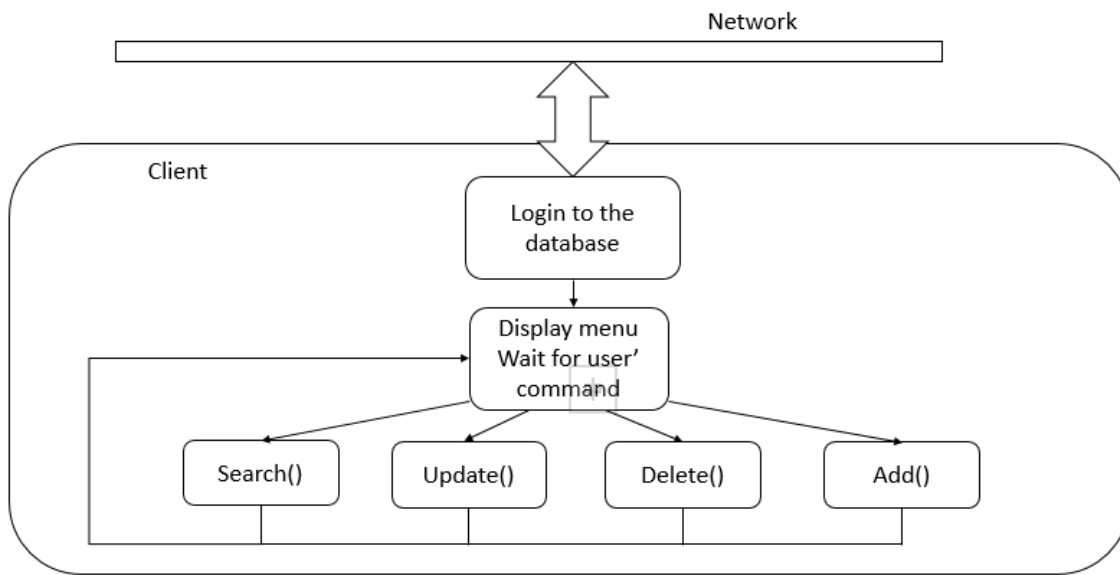 Network
Client
Login to the
database
Display menu
Wait for user’
command
Search()
Update()
Delete()
Add()